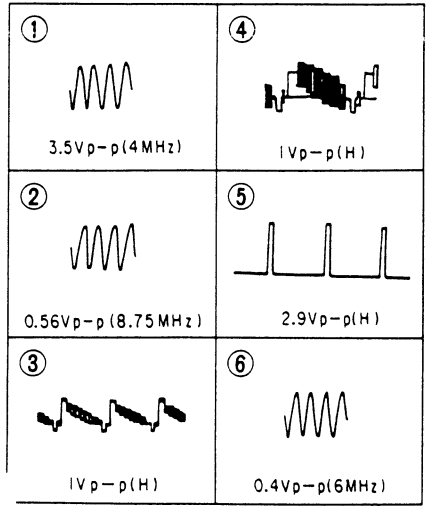 ①
3.5Vp-p(4MHz)
②
0.56Vp-p(8.75MHz)
③
1Vp-p(H)
④
1Vp-p(H)
⑤
2.9Vp-p(H)
⑥
0.4Vp-p(6MHz)